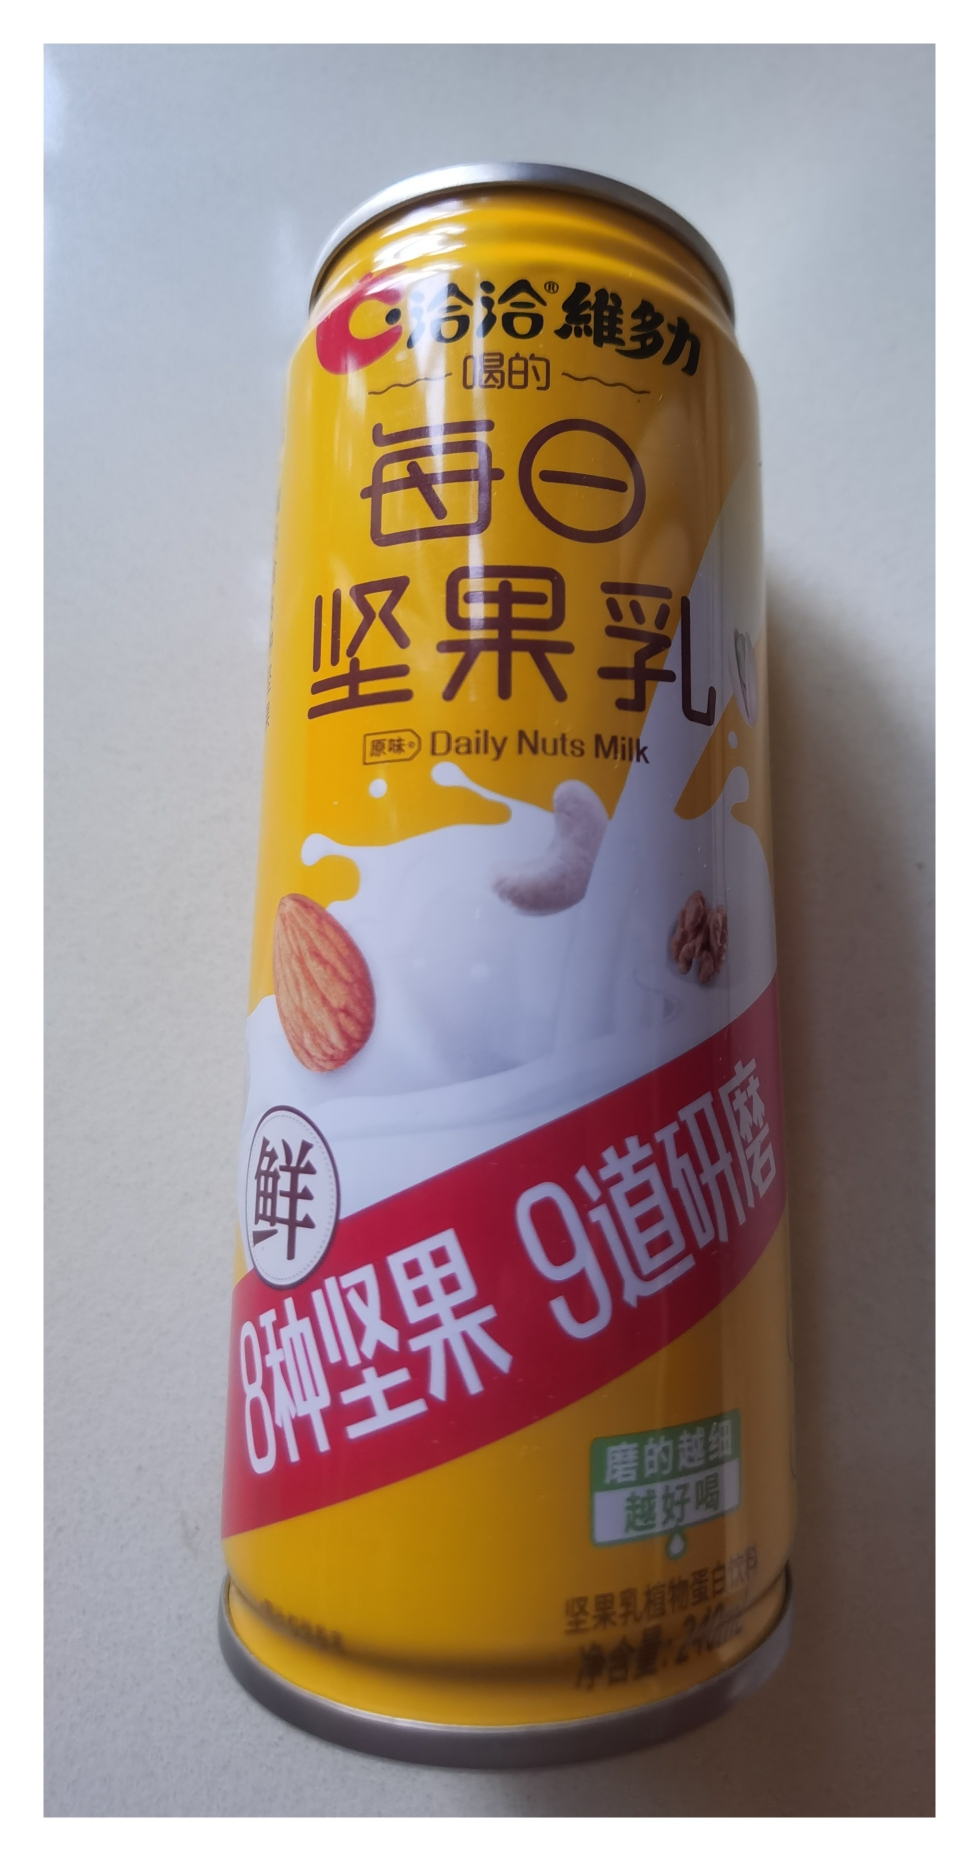 洽洽®維多力
喝的
每日
坚果乳
原味 Daily Nuts Milk
鲜
8种坚果 9道研磨
磨的越细
越好喝
坚果乳植物蛋白饮料
净含量: 240mL